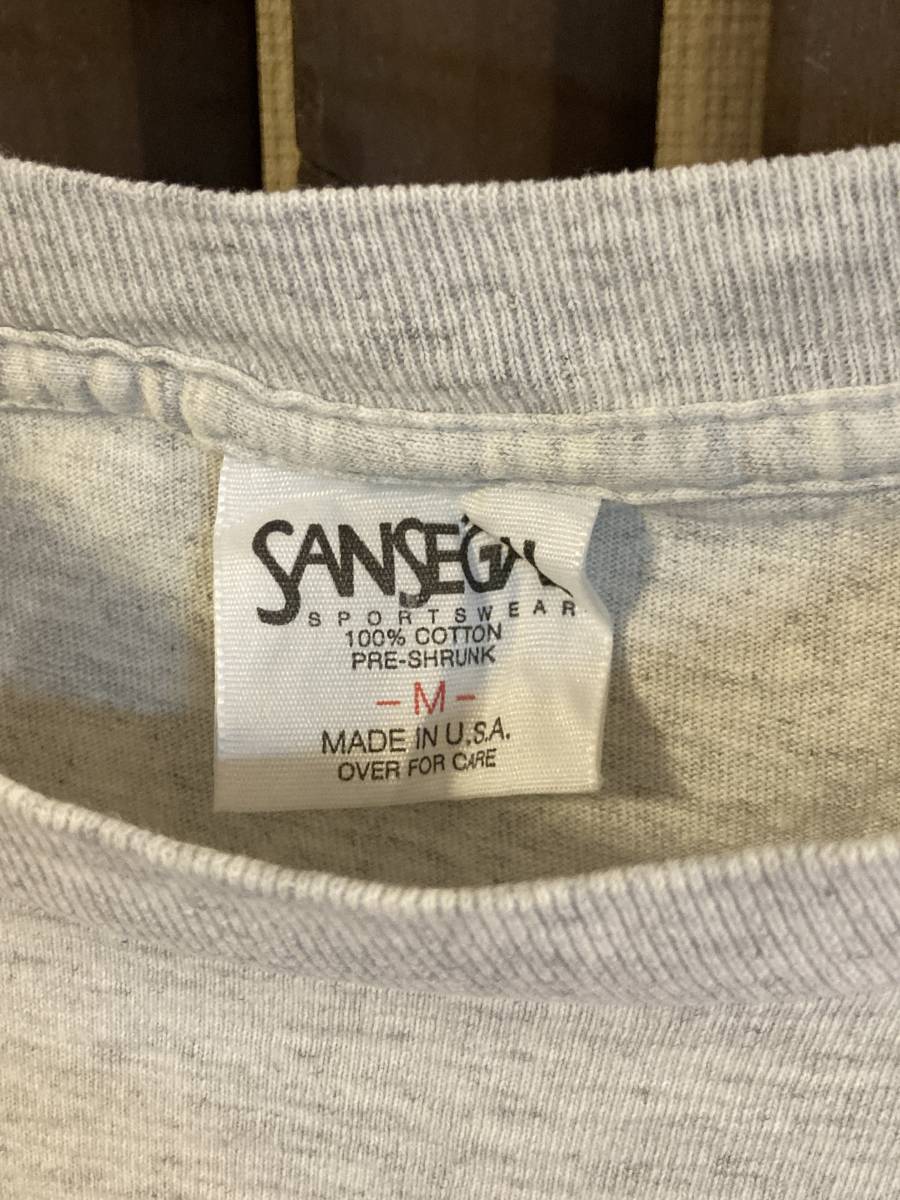 SANSEGAL
SPORTSWEAR
100% COTTON
PRE-SHRUNK
- M -
MADE IN U.S.A.
OVER FOR CARE